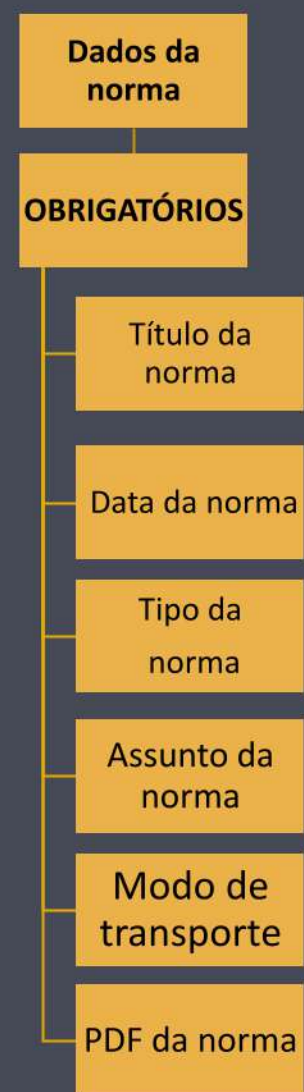 Dados da
norma
OBRIGATÓRIOS
Título da
norma
Data da norma
Tipo da
norma
Assunto da
norma
Modo de
transporte
PDF da norma